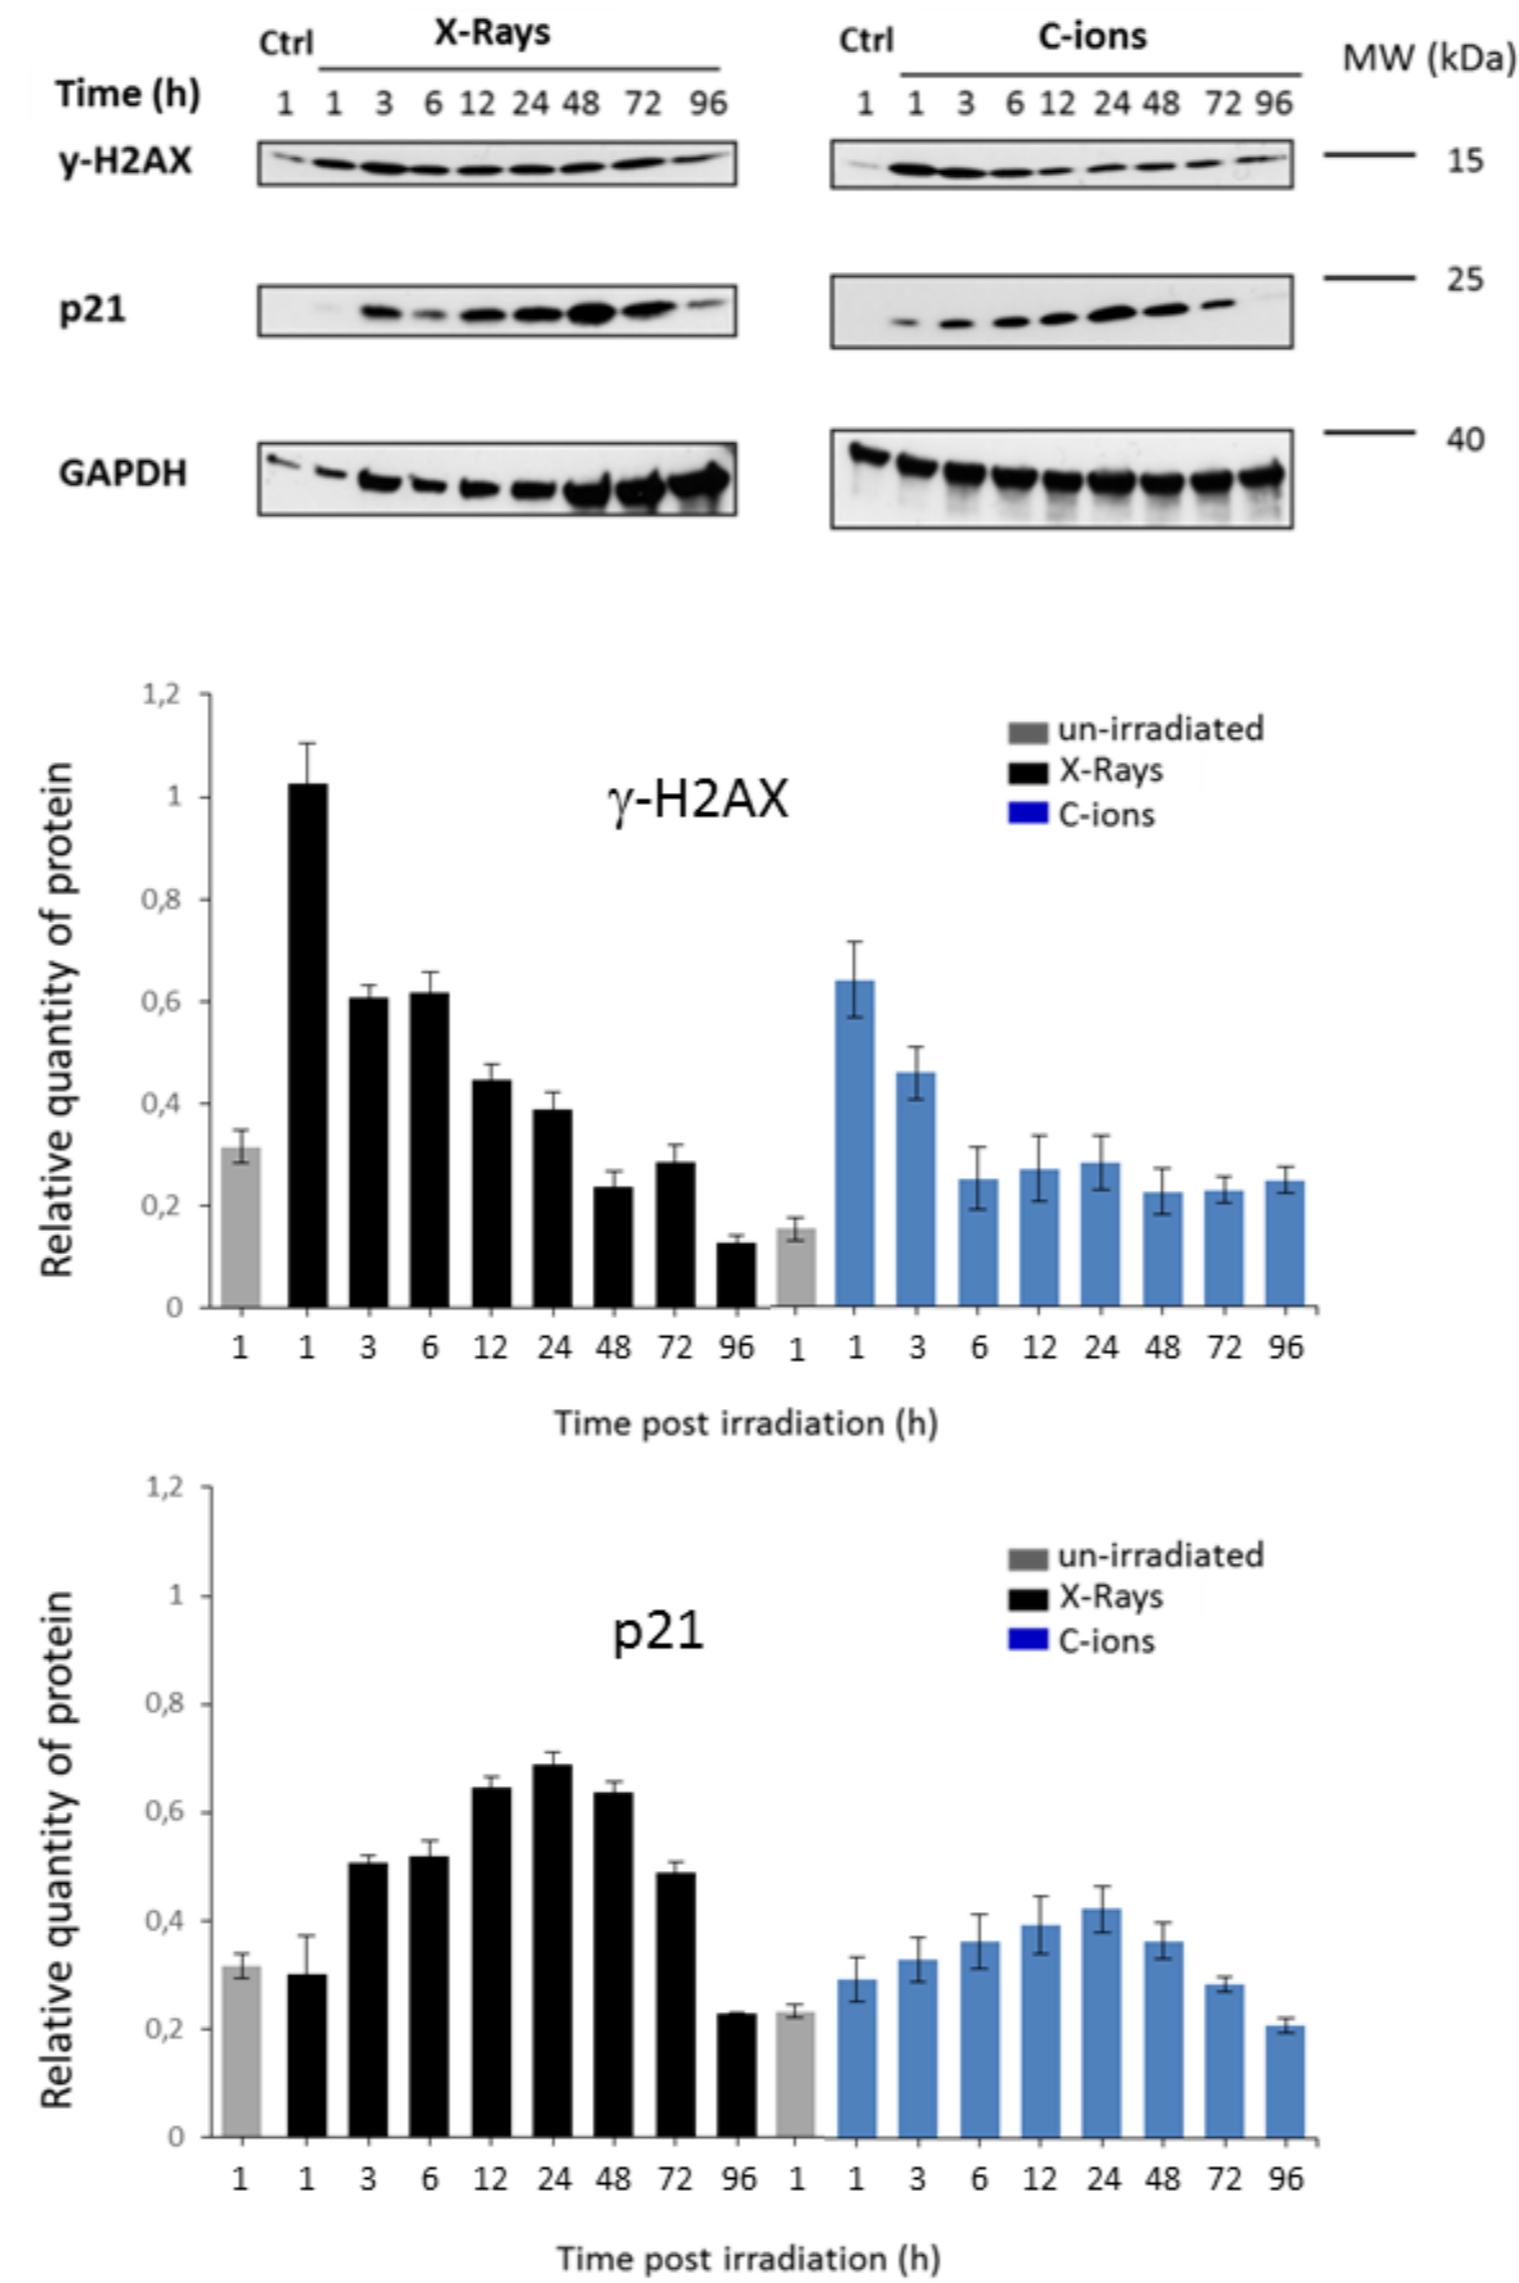 Ctrl X-Rays Ctrl C-ions MW (kDa)
Time (h) 1 1 3 6 12 24 48 72 96 1 1 3 6 12 24 48 72 96
γ-H2AX 15
p21 25
GAPDH 40
1,2
1
0,8
0,6
0,4
0,2
0
Relative quantity of protein
γ-H2AX
un-irradiated
X-Rays
C-ions
1 1 3 6 12 24 48 72 96 1 1 3 6 12 24 48 72 96
Time post irradiation (h)
1,2
1
0,8
0,6
0,4
0,2
0
Relative quantity of protein
p21
un-irradiated
X-Rays
C-ions
1 1 3 6 12 24 48 72 96 1 1 3 6 12 24 48 72 96
Time post irradiation (h)